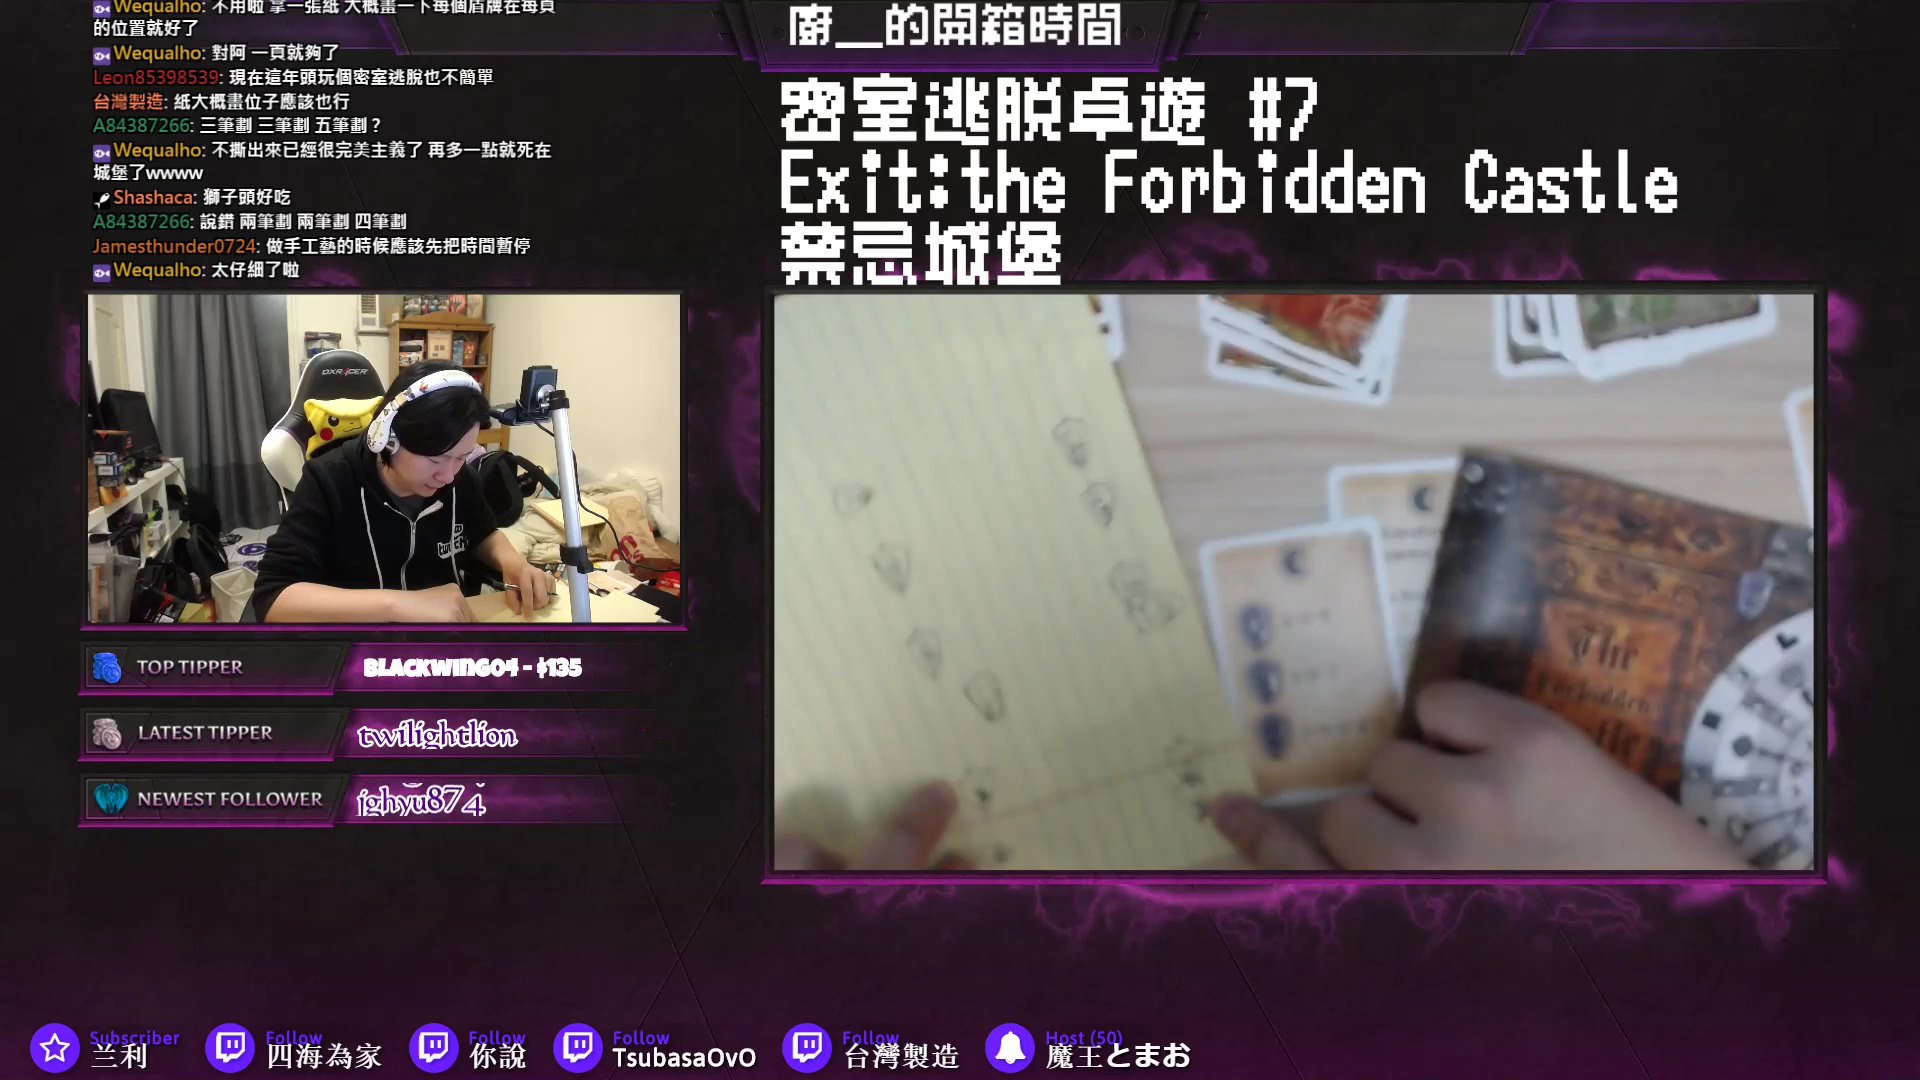 Wequalho: 不用啦 拿一張紙 大概畫一下每個盾牌在每頁
的位置就好了
Wequalho: 對阿 一頁就夠了
Leon85398539: 現在這年頭玩個密室逃脫也不簡單
台灣製造: 紙大概畫位子應該也行
A84387266: 三筆劃 三筆劃 五筆劃 ?
Wequalho: 不撕出來已經很完美主義了 再多一點就死在
城堡了wwww
Shashaca: 獅子頭好吃
A84387266: 說錯 兩筆劃 兩筆劃 四筆劃
Jamesthunder0724: 做手工藝的時候應該先把時間暫停
Wequalho: 太仔細了啦
廚__的開箱時間
密室逃脱卓遊 #7
Exit:the Forbidden Castle
禁忌城堡
DXRACER
The
Forbidden
Castle
TOP TIPPER
BLACKWING04 - $135
LATEST TIPPER
twilightlion
NEWEST FOLLOWER
jghyu874
Subscriber
兰利
Follow
四海為家
Follow
你說
Follow
TsubasaOvO
Follow
台灣製造
Host (50)
魔王とまお